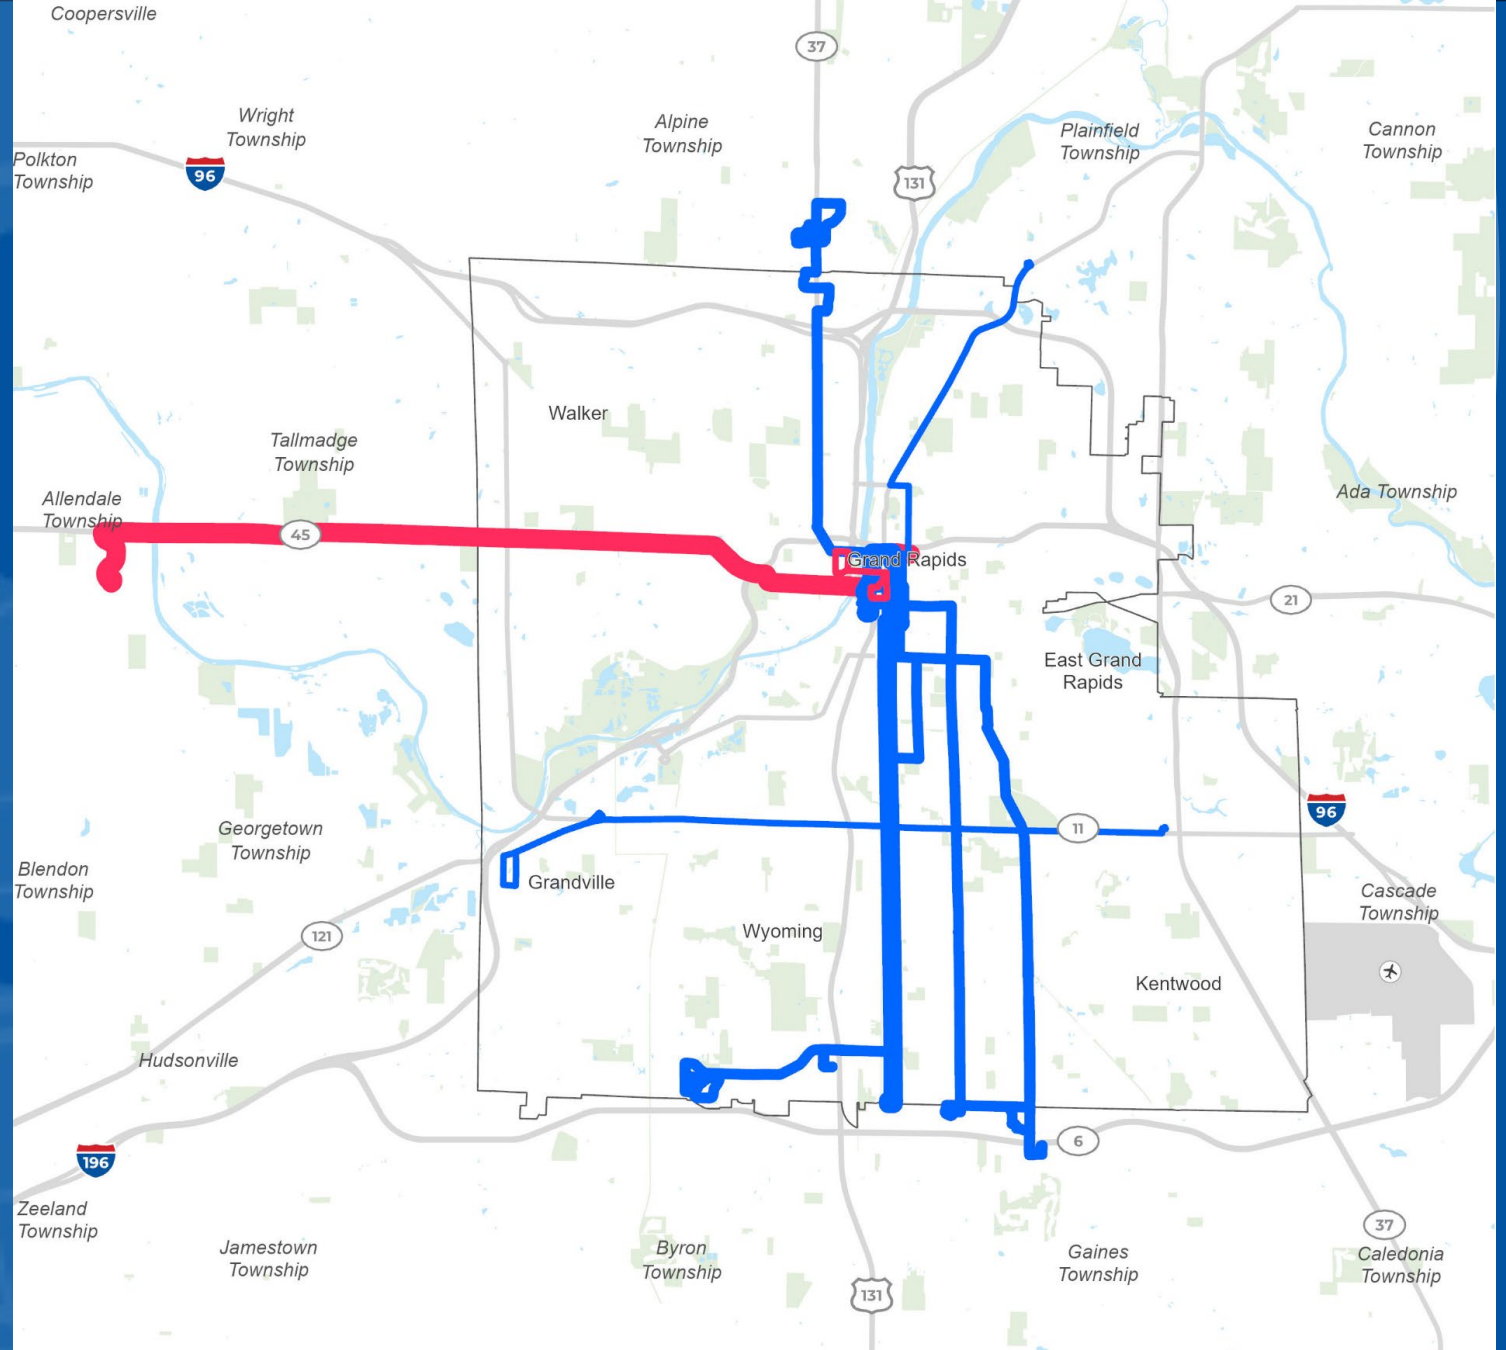 Coopersville
37
Wright
Township
Alpine
Township
Plainfield
Township
Cannon
Township
Polkton
Township
96
131
Walker
Tallmadge
Township
Allendale
Township
45
Ada Township
Grand Rapids
21
East Grand
Rapids
96
11
Georgetown
Township
Blendon
Township
Grandville
Cascade
Township
121
Wyoming
Kentwood
Hudsonville
196
6
Zeeland
Township
Jamestown
Township
Byron
Township
Gaines
Township
37
Caledonia
Township
131